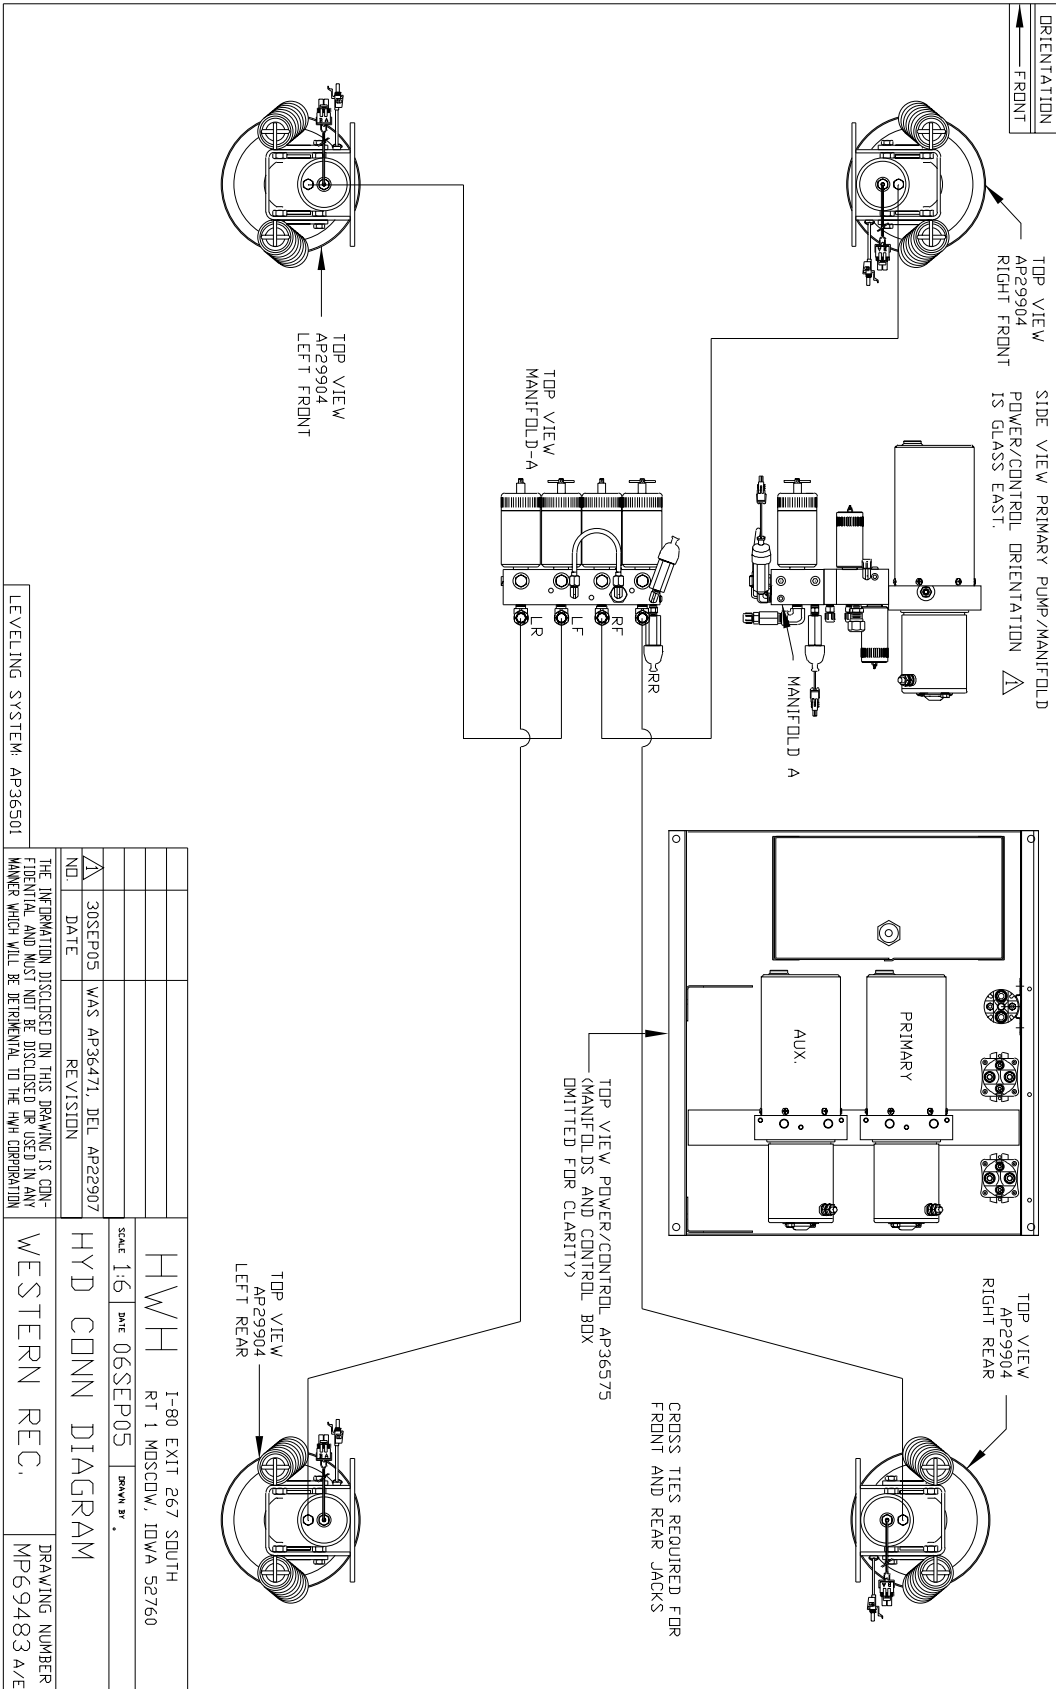 ORIENTATION
FRONT
TOP VIEW
AP29904
RIGHT FRONT
SIDE VIEW PRIMARY PUMP/MANIFOLD
POWER/CONTROL ORIENTATION
IS GLASS EAST.
1
MANIFOLD A
TOP VIEW
AP29904
LEFT FRONT
TOP VIEW
MANIFOLD-A
LR
LF
RF
RR
PRIMARY
AUX.
TOP VIEW POWER/CONTROL AP36575
(MANIFOLDS AND CONTROL BOX
OMITTED FOR CLARITY)
TOP VIEW
AP29904
RIGHT REAR
CROSS TIES REQUIRED FOR
FRONT AND REAR JACKS
TOP VIEW
AP29904
LEFT REAR
LEVELING SYSTEM: AP36501
1 30SEP05 WAS AP36471, DEL AP22907
NO. DATE REVISION
THE INFORMATION DISCLOSED ON THIS DRAWING IS CON-
FIDENTIAL AND MUST NOT BE DISCLOSED OR USED IN ANY
MANNER WHICH WILL BE DETRIMENTAL TO THE HWH CORPORATION
HWH
I-80 EXIT 267 SOUTH
RT 1 MOSCOW, IOWA 52760
SCALE 1:6 DATE 06SEP05 DRAWN BY .
HYD CONN DIAGRAM
WESTERN REC.
DRAWING NUMBER
MP69483 A/E